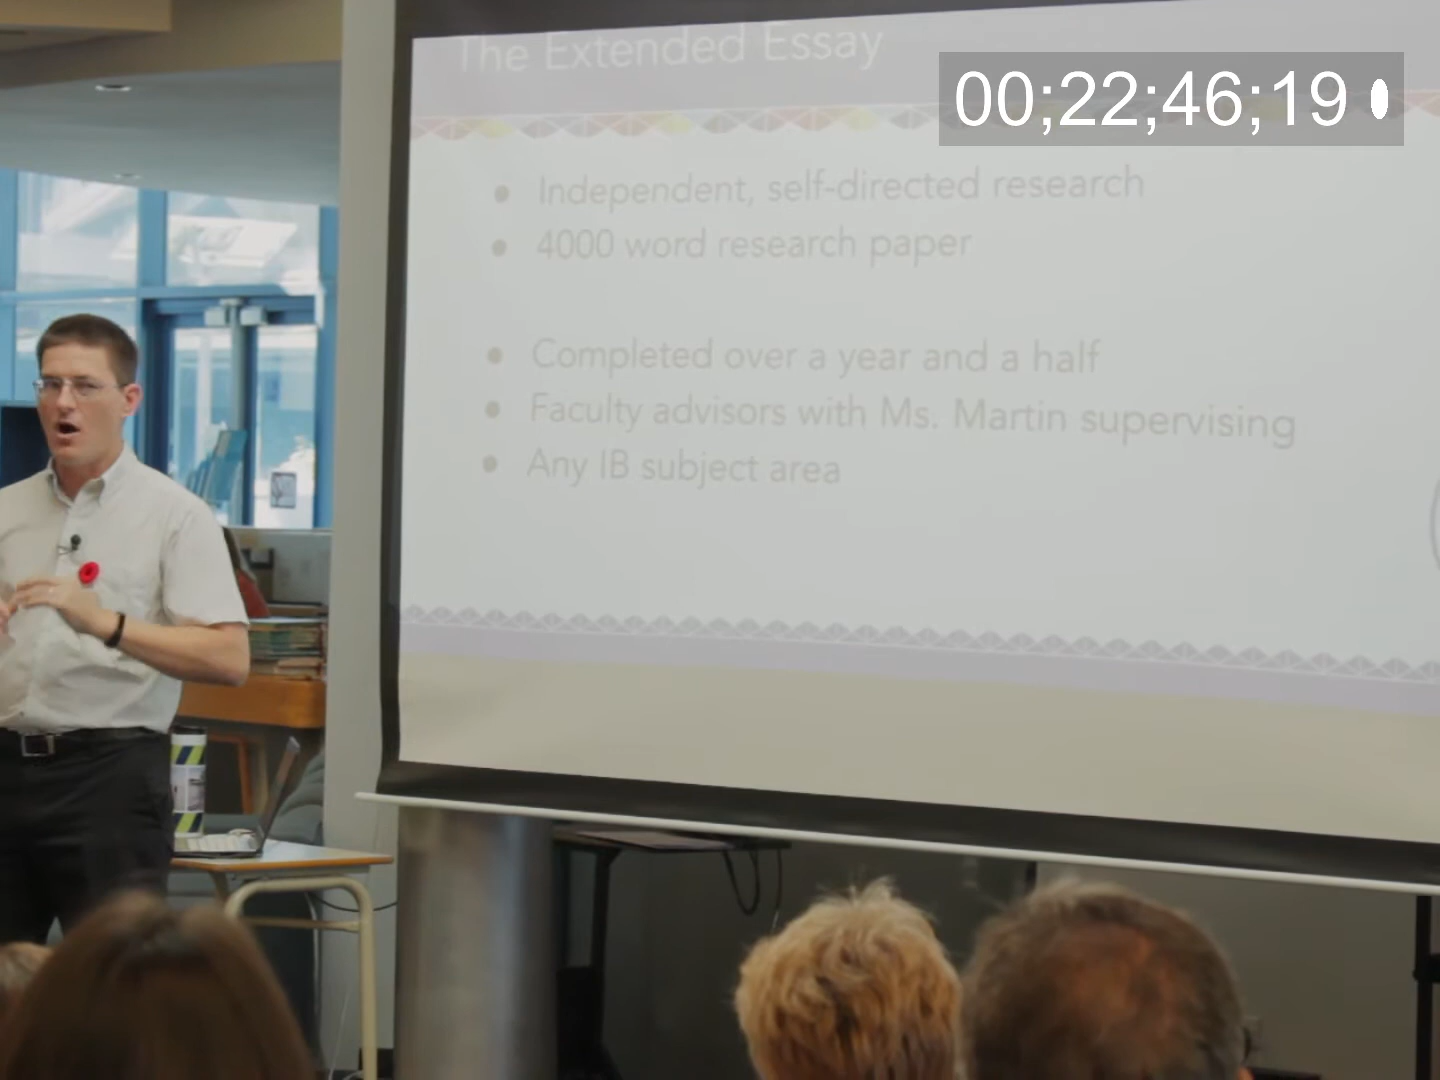 The Extended Essay
00;22;46;19
Independent, self-directed research
4000 word research paper
Completed over a year and a half
Faculty advisors with Ms. Martin supervising
Any IB subject area